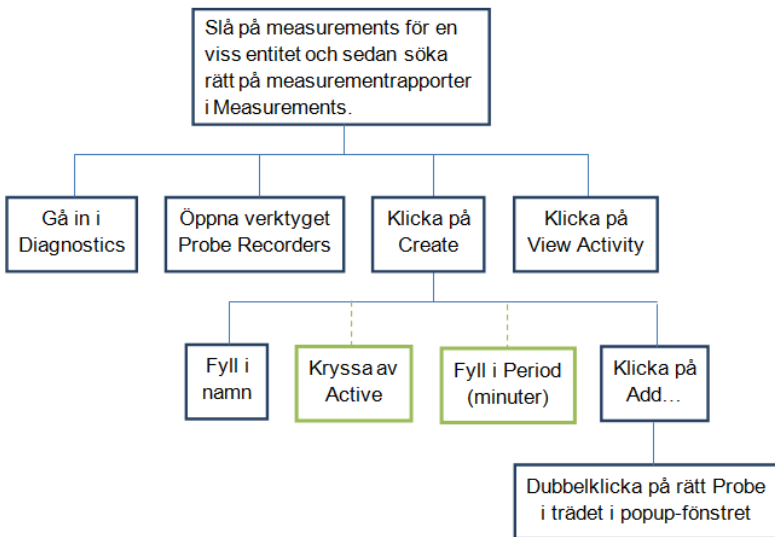 Slå på measurements för en
viss entitet och sedan söka
rätt på measurementrapporter
i Measurements.
Gå in i
Diagnostics
Öppna verktyget
Probe Recorders
Klicka på
Create
Klicka på
View Activity
Fyll i
namn
Kryssa av
Active
Fyll i Period
(minuter)
Klicka på
Add…
Dubbelklicka på rätt Probe
i trädet i popup-fönstret